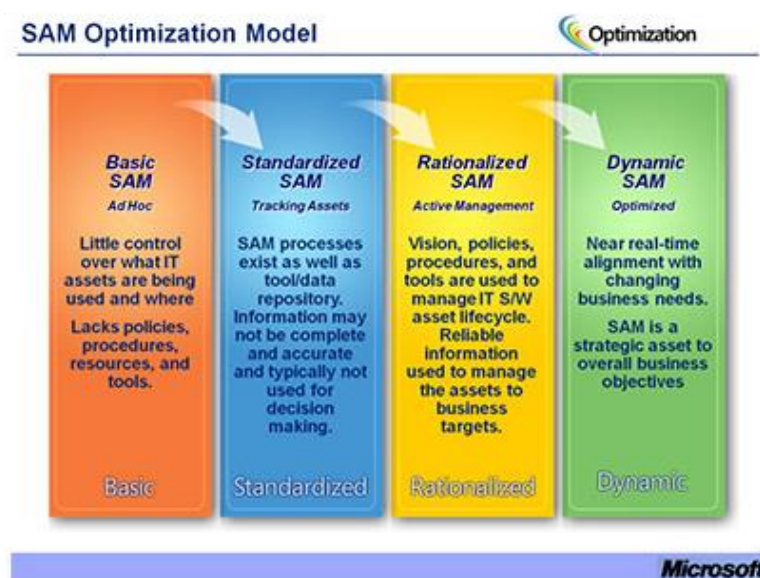 SAM Optimization Model
Optimization
Basic
SAM
Ad Hoc
Little control
over what IT
assets are being
used and where
Lacks policies,
procedures,
resources, and
tools.
Basic
Standardized
SAM
Tracking Assets
SAM processes
exist as well as
tool/data
repository.
Information may
not be complete
and accurate
and typically not
used for
decision
making.
Standardized
Rationalized
SAM
Active Management
Vision, policies,
procedures, and
tools are used to
manage IT S/W
asset lifecycle.
Reliable
information
used to manage
the assets to
business
targets.
Rationalized
Dynamic
SAM
Optimized
Near real-time
alignment with
changing
business needs.
SAM is a
strategic asset to
overall business
objectives
Dynamic
Microsoft